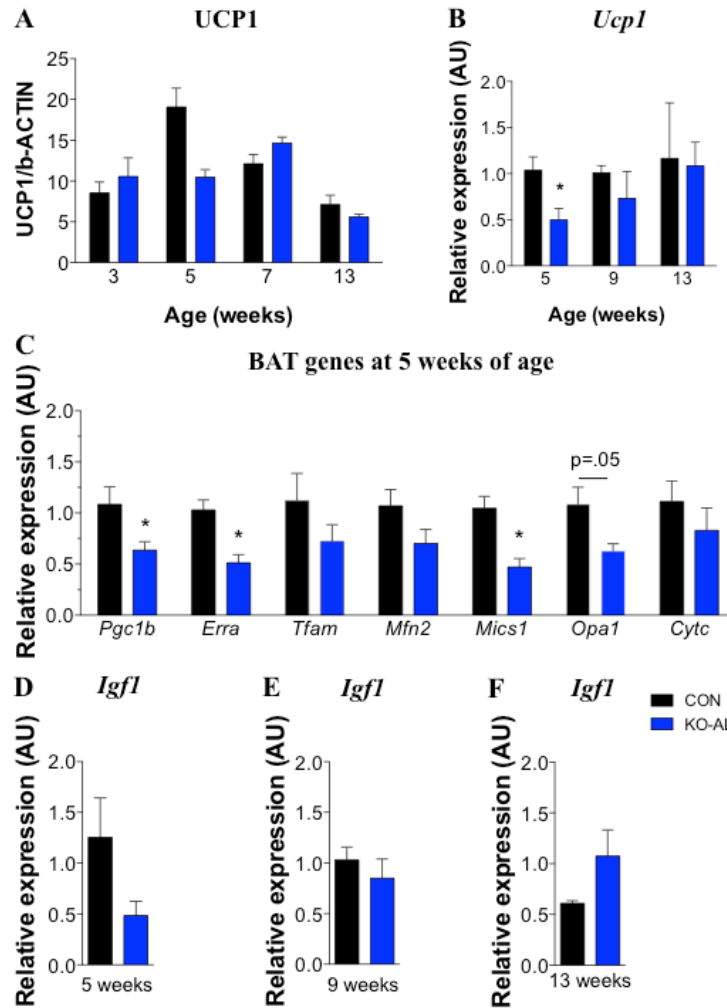 A UCP1
UCP1/b-ACTIN
25
20
15
10
5
0
3 5 7 13
Age (weeks)
B Ucp1
Relative expression (AU)
2.0
1.5
1.0
0.5
0.0
*
5 9 13
Age (weeks)
C BAT genes at 5 weeks of age
Relative expression (AU)
2.0
1.5
1.0
0.5
0.0
* * * p=.05
Pgc1b Erra Tfam Mfn2 Mics1 Opa1 Cytc
D Igf1
Relative expression (AU)
2.0
1.5
1.0
0.5
0.0
5 weeks
E Igf1
Relative expression (AU)
2.0
1.5
1.0
0.5
0.0
9 weeks
F Igf1
Relative expression (AU)
2.0
1.5
1.0
0.5
0.0
13 weeks
CON
KO-AL